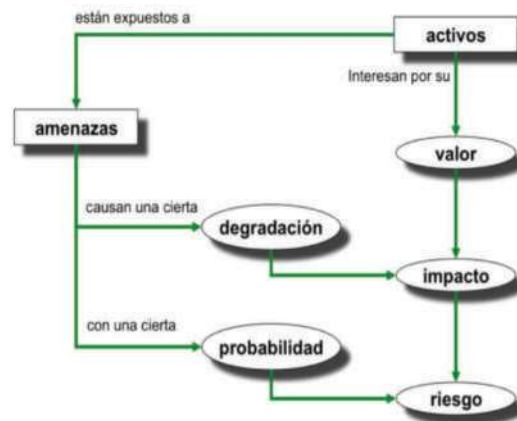 están expuestos a
activos
Interesan por su
amenazas
valor
causan una cierta
degradación
impacto
con una cierta
probabilidad
riesgo